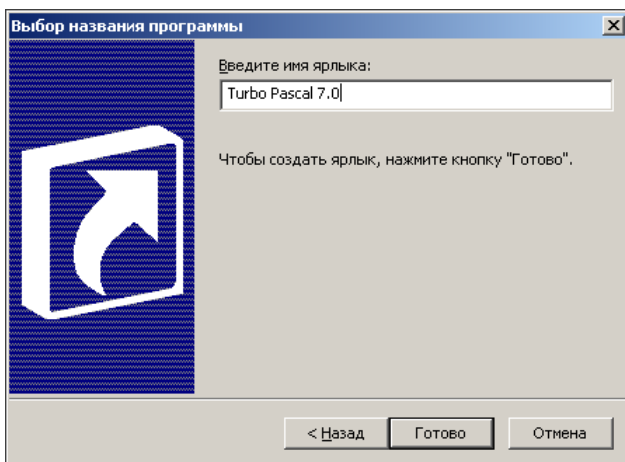 Выбор названия программы
Введите имя ярлыка:
Turbo Pascal 7.0
Чтобы создать ярлык, нажмите кнопку "Готово".
< Назад Готово Отмена